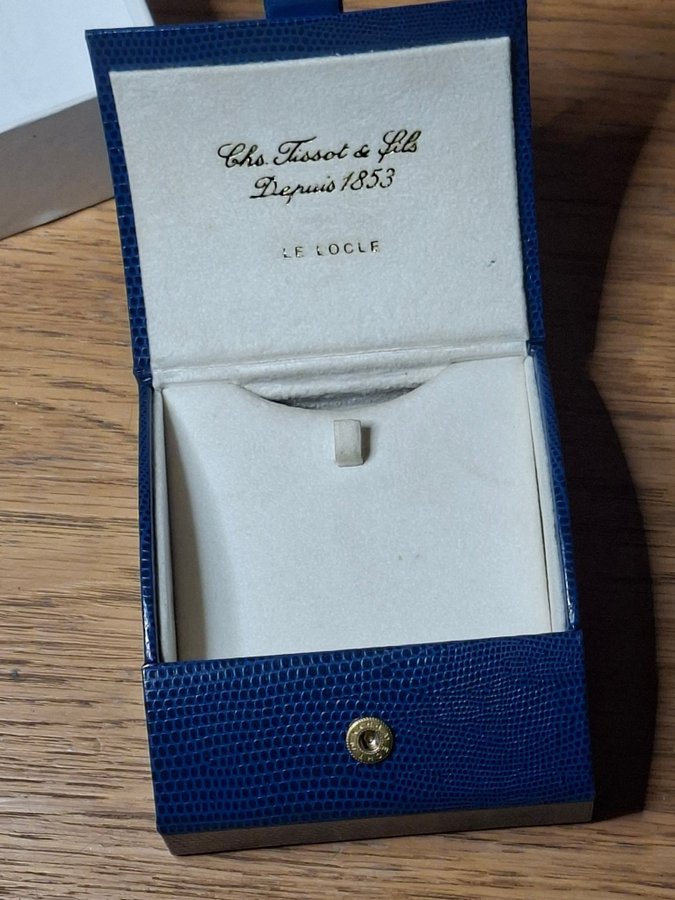 Chs. Tissot & fils
Depuis 1853
LE LOCLE